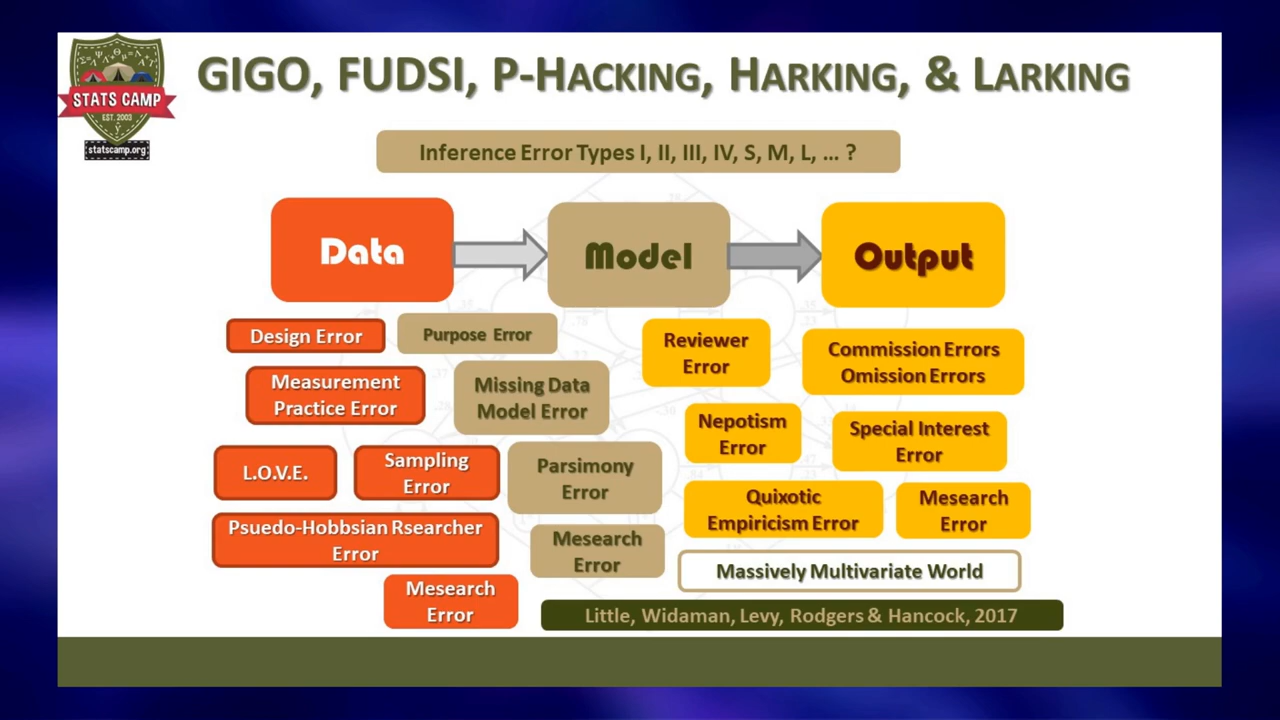 GIGO, FUDSI, P-HACKING, HARKING, & LARKING
STATS CAMP
EST. 2003
statscamp.org
Inference Error Types I, II, III, IV, S, M, L, ... ?
Data
Model
Output
Design Error
Purpose Error
Reviewer
Error
Commission Errors
Omission Errors
Measurement
Practice Error
Missing Data
Model Error
Nepotism
Error
Special Interest
Error
L.O.V.E.
Sampling
Error
Parsimony
Error
Quixotic
Empiricism Error
Mesearch
Error
Psuedo-Hobbsian Rsearcher
Error
Mesearch
Error
Massively Multivariate World
Mesearch
Error
Little, Widaman, Levy, Rodgers & Hancock, 2017